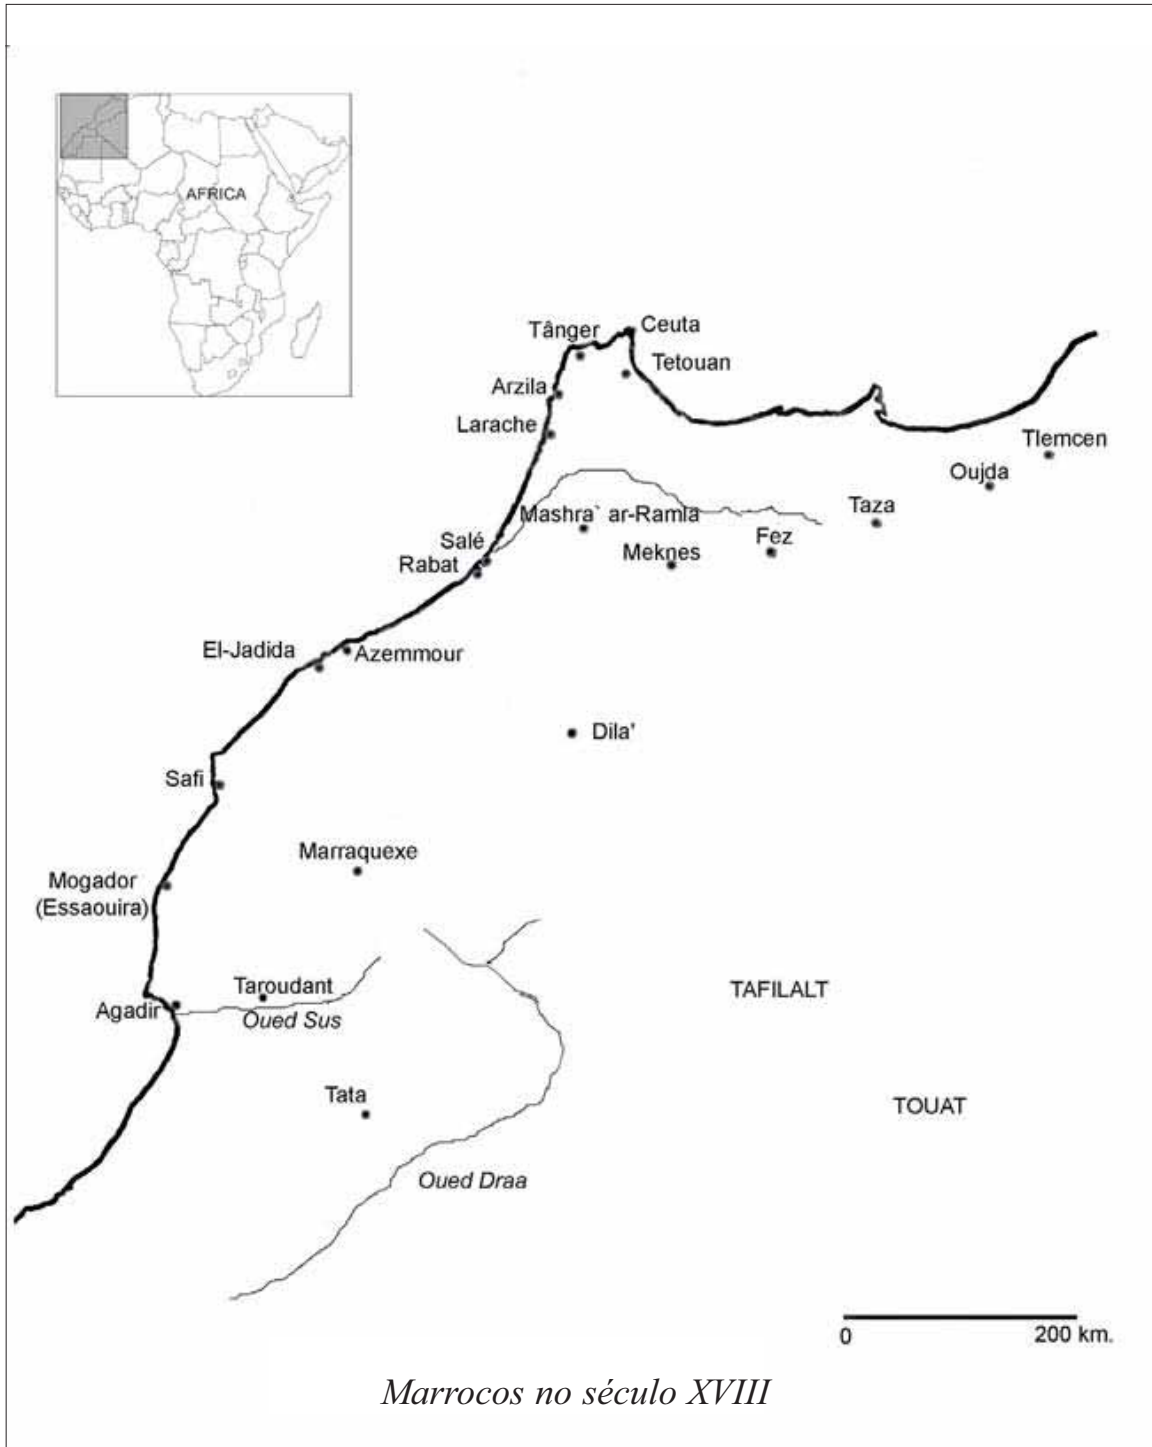 AFRICA
Tânger
Ceuta
Tetouan
Arzila
Larache
Tlemcen
Oujda
Taza
Mashra` ar-Ramla
Fez
Salé
Meknes
Rabat
El-Jadida
Azemmour
Dila'
Safi
Marraquexe
Mogador
(Essaouira)
TAFILALT
Taroudant
Agadir
Oued Sus
Tata
TOUAT
Oued Draa
0
200 km.
Marrocos no século XVIII